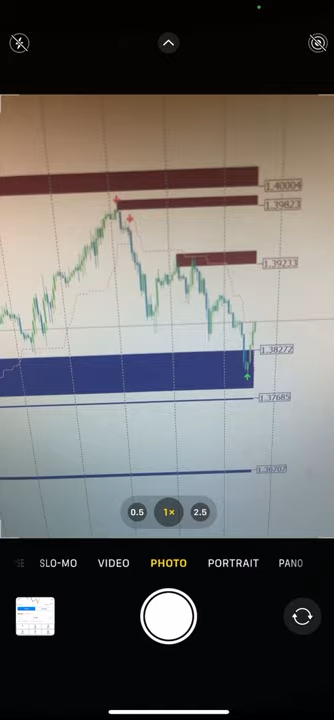 1.40004
1.39823
1.39233
1.38272
1.37685
1.36707
0.5
1×
2.5
SLO-MO
VIDEO
PHOTO
PORTRAIT
PANO